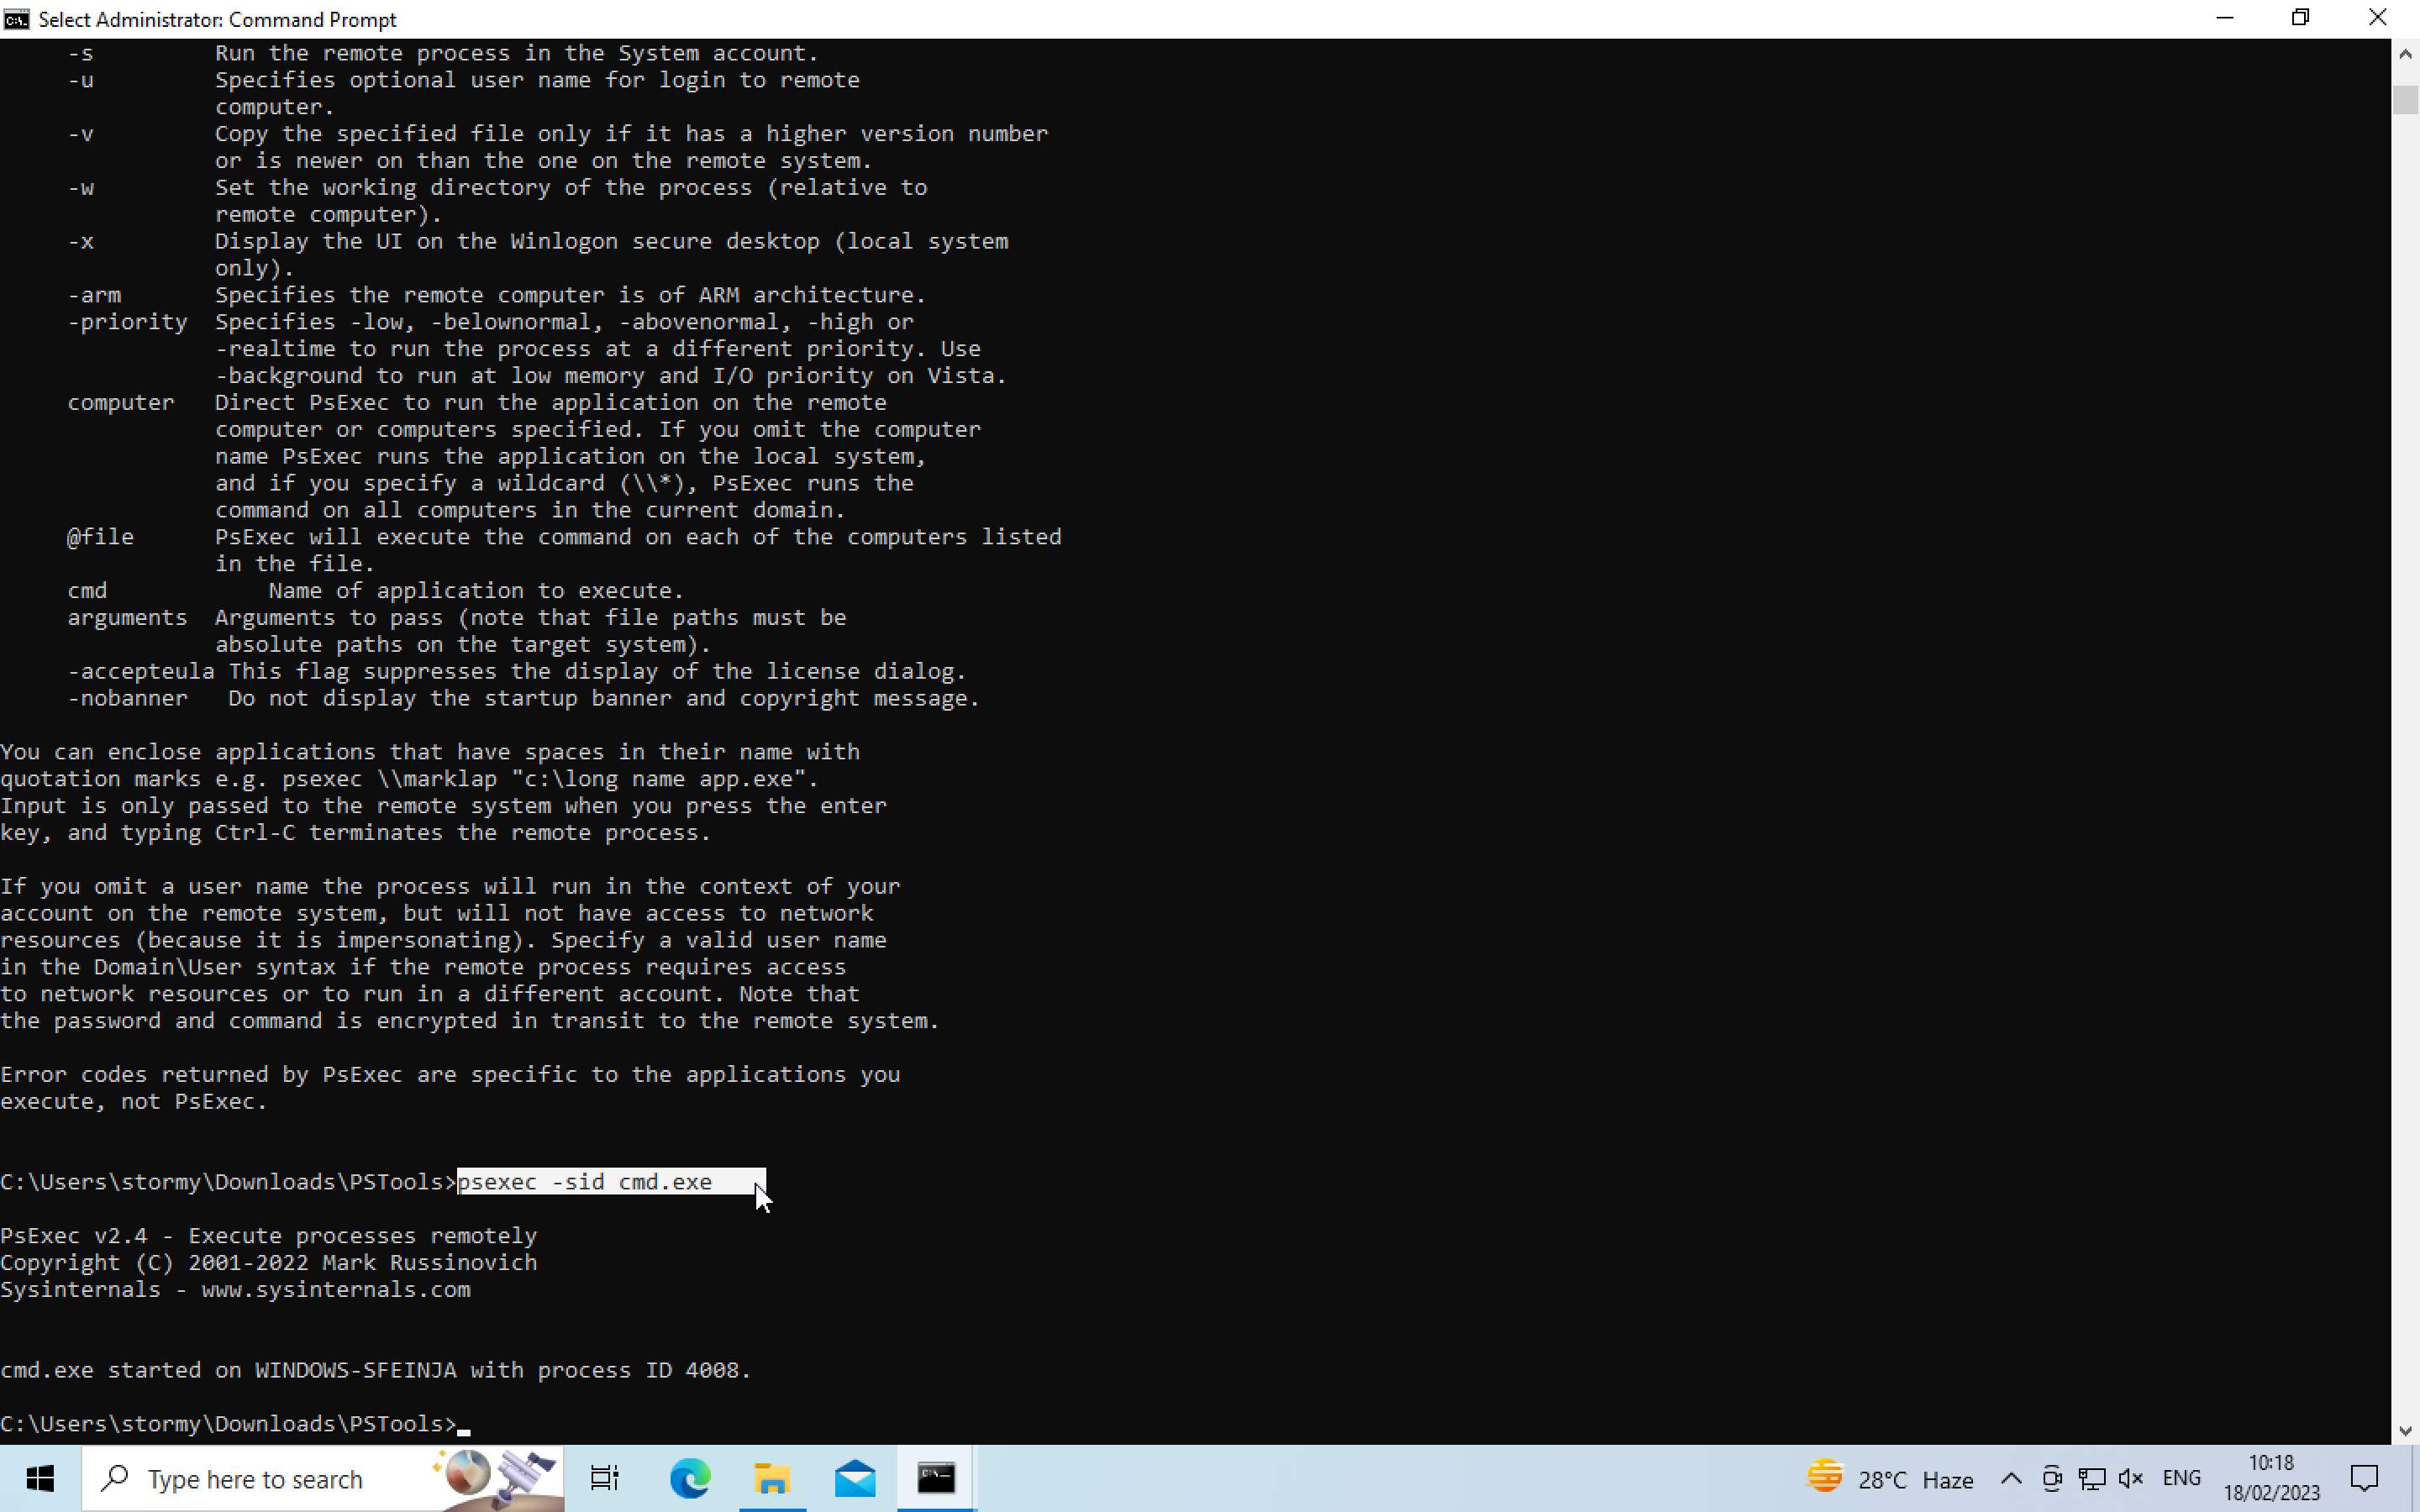 Select Administrator: Command Prompt
-s Run the remote process in the System account.
-u Specifies optional user name for login to remote
computer.
-v Copy the specified file only if it has a higher version number
or is newer on than the one on the remote system.
-w Set the working directory of the process (relative to
remote computer).
-x Display the UI on the Winlogon secure desktop (local system
only).
-arm Specifies the remote computer is of ARM architecture.
-priority Specifies -low, -belownormal, -abovenormal, -high or
-realtime to run the process at a different priority. Use
-background to run at low memory and I/O priority on Vista.
computer Direct PsExec to run the application on the remote
computer or computers specified. If you omit the computer
name PsExec runs the application on the local system,
and if you specify a wildcard (\\*), PsExec runs the
command on all computers in the current domain.
@file PsExec will execute the command on each of the computers listed
in the file.
cmd Name of application to execute.
arguments Arguments to pass (note that file paths must be
absolute paths on the target system).
-accepteula This flag suppresses the display of the license dialog.
-nobanner Do not display the startup banner and copyright message.
You can enclose applications that have spaces in their name with
quotation marks e.g. psexec \\marklap "c:\long name app.exe".
Input is only passed to the remote system when you press the enter
key, and typing Ctrl-C terminates the remote process.
If you omit a user name the process will run in the context of your
account on the remote system, but will not have access to network
resources (because it is impersonating). Specify a valid user name
in the Domain\User syntax if the remote process requires access
to network resources or to run in a different account. Note that
the password and command is encrypted in transit to the remote system.
Error codes returned by PsExec are specific to the applications you
execute, not PsExec.
C:\Users\stormy\Downloads\PSTools>psexec -sid cmd.exe
PsExec v2.4 - Execute processes remotely
Copyright (C) 2001-2022 Mark Russinovich
Sysinternals - www.sysinternals.com
cmd.exe started on WINDOWS-SFEINJA with process ID 4008.
C:\Users\stormy\Downloads\PSTools>
Type here to search
28°C Haze
ENG
10:18
18/02/2023